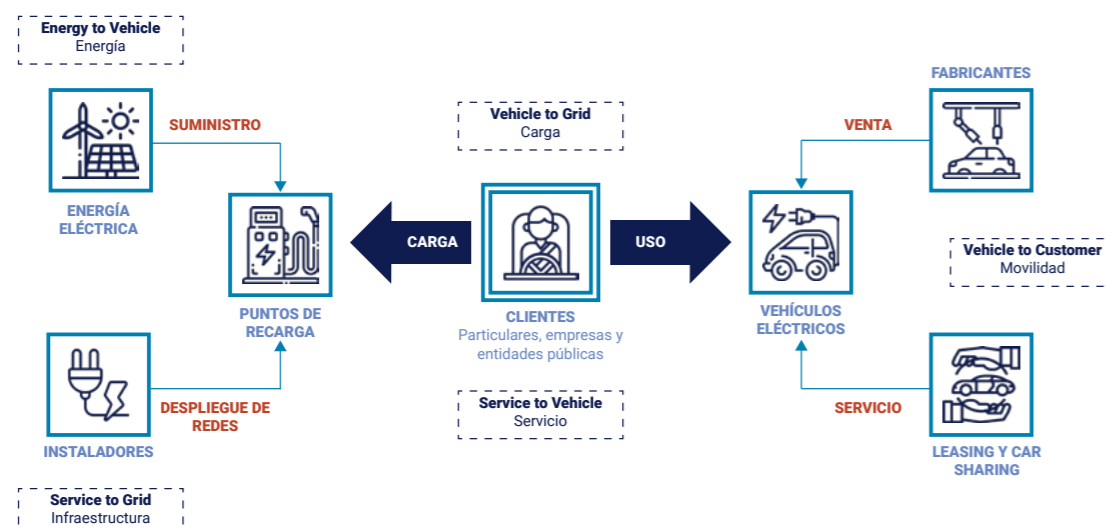 Energy to Vehicle
Energía
SUMINISTRO
ENERGÍA
ELÉCTRICA
PUNTOS DE
RECARGA
DESPLIEGUE DE
REDES
INSTALADORES
Service to Grid
Infraestructura
Vehicle to Grid
Carga
CARGA
USO
CLIENTES
Particulares, empresas y
entidades públicas
Service to Vehicle
Servicio
FABRICANTES
VENTA
VEHÍCULOS
ELÉCTRICOS
Vehicle to Customer
Movilidad
SERVICIO
LEASING Y CAR
SHARING